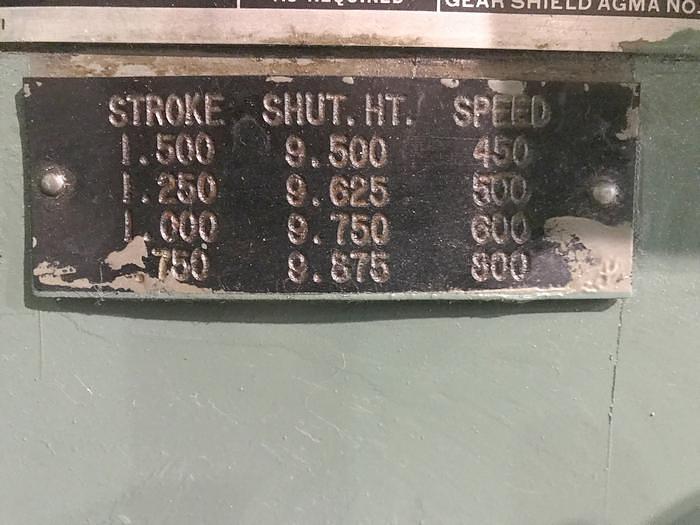 REQUIRED GEAR SHIELD AGMA NO.
STROKE SHUT. HT. SPEED
1.500 9.500 450
1.250 9.625 500
1.000 9.750 600
.750 9.875 800